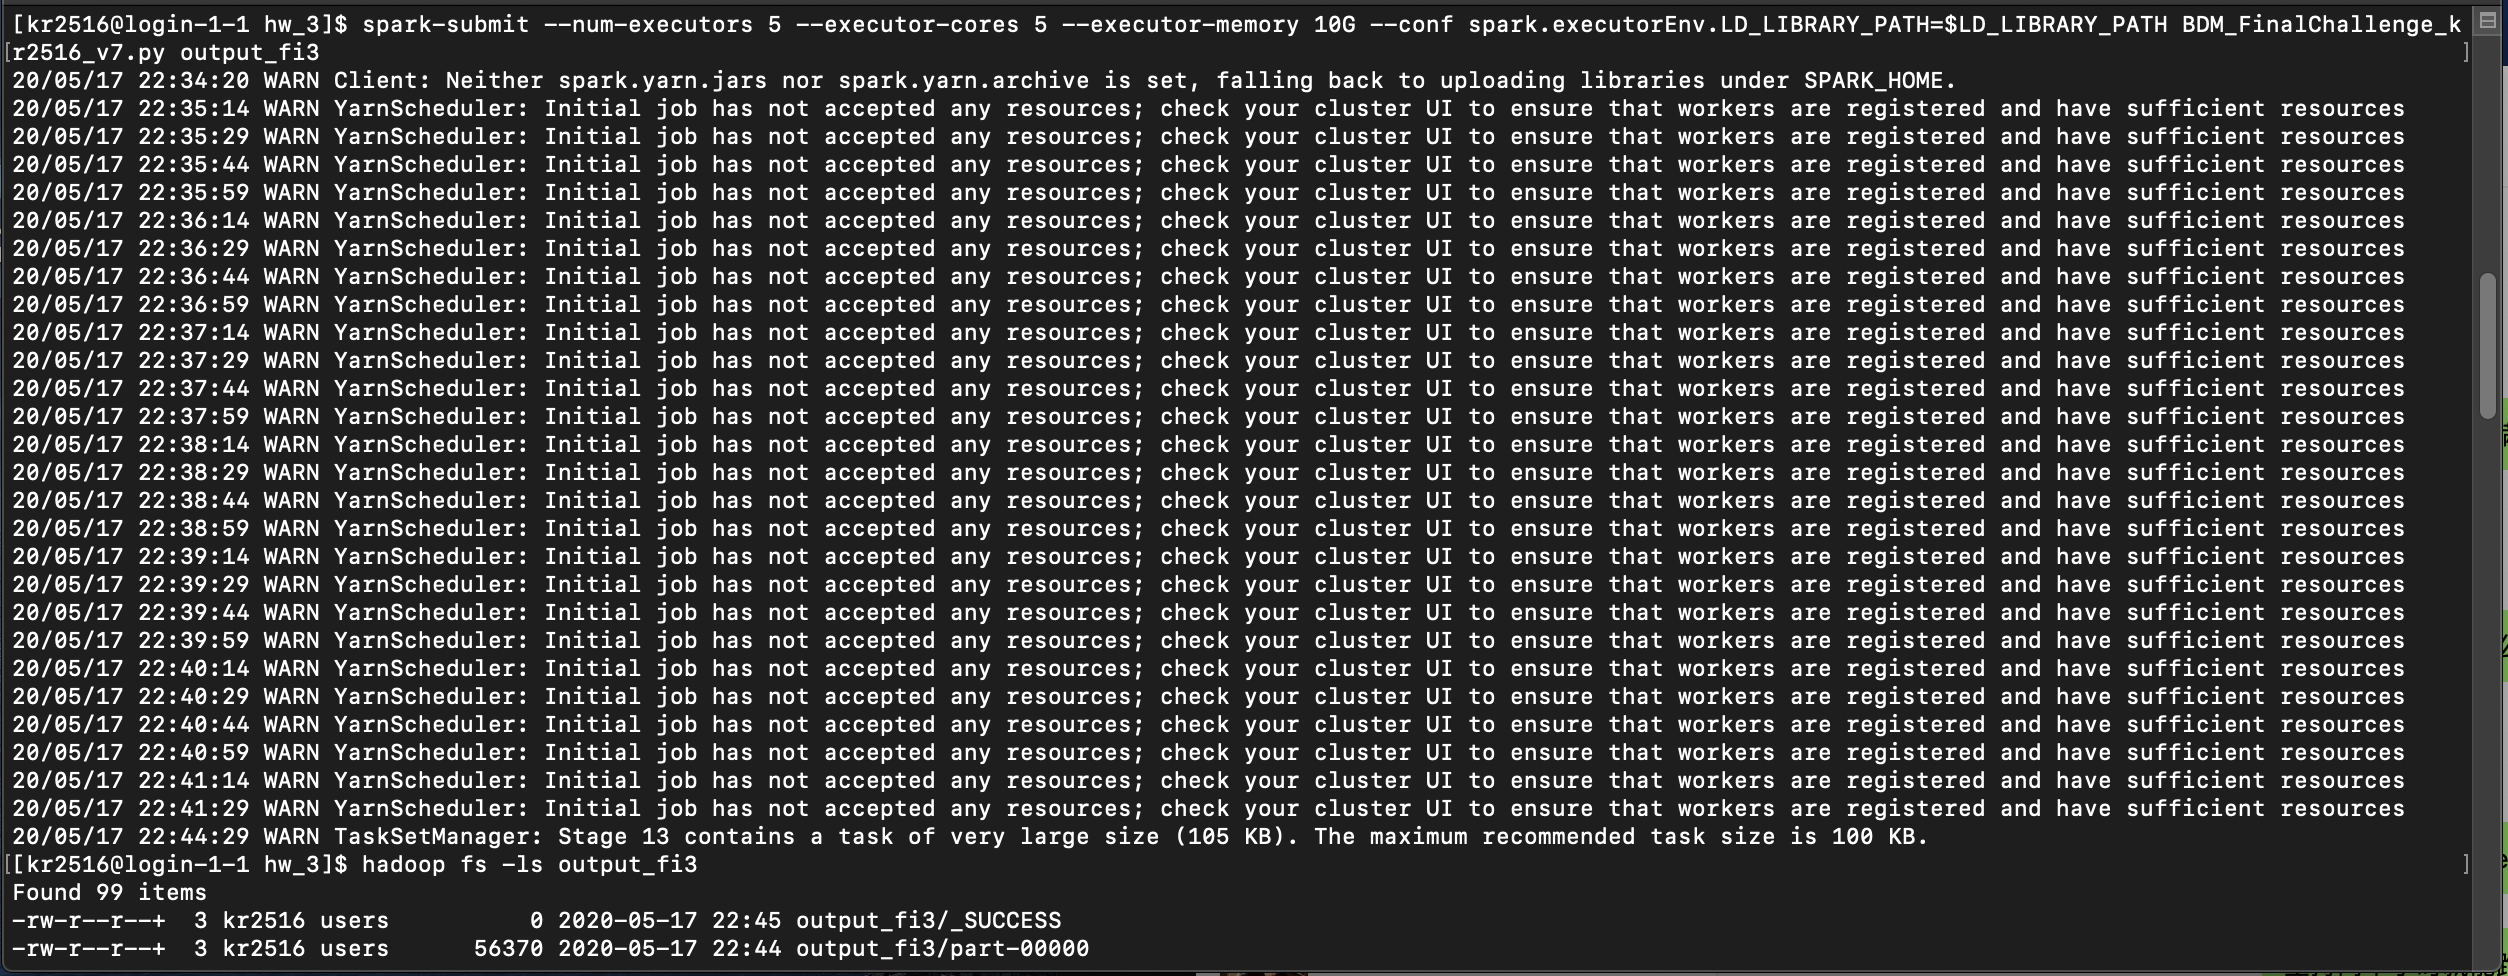 [kr2516@login-1-1 hw_3]$ spark-submit --num-executors 5 --executor-cores 5 --executor-memory 10G --conf spark.executorEnv.LD_LIBRARY_PATH=$LD_LIBRARY_PATH BDM_FinalChallenge_k
[r2516_v7.py output_fi3 ]
20/05/17 22:34:20 WARN Client: Neither spark.yarn.jars nor spark.yarn.archive is set, falling back to uploading libraries under SPARK_HOME.
20/05/17 22:35:14 WARN YarnScheduler: Initial job has not accepted any resources; check your cluster UI to ensure that workers are registered and have sufficient resources
20/05/17 22:35:29 WARN YarnScheduler: Initial job has not accepted any resources; check your cluster UI to ensure that workers are registered and have sufficient resources
20/05/17 22:35:44 WARN YarnScheduler: Initial job has not accepted any resources; check your cluster UI to ensure that workers are registered and have sufficient resources
20/05/17 22:35:59 WARN YarnScheduler: Initial job has not accepted any resources; check your cluster UI to ensure that workers are registered and have sufficient resources
20/05/17 22:36:14 WARN YarnScheduler: Initial job has not accepted any resources; check your cluster UI to ensure that workers are registered and have sufficient resources
20/05/17 22:36:29 WARN YarnScheduler: Initial job has not accepted any resources; check your cluster UI to ensure that workers are registered and have sufficient resources
20/05/17 22:36:44 WARN YarnScheduler: Initial job has not accepted any resources; check your cluster UI to ensure that workers are registered and have sufficient resources
20/05/17 22:36:59 WARN YarnScheduler: Initial job has not accepted any resources; check your cluster UI to ensure that workers are registered and have sufficient resources
20/05/17 22:37:14 WARN YarnScheduler: Initial job has not accepted any resources; check your cluster UI to ensure that workers are registered and have sufficient resources
20/05/17 22:37:29 WARN YarnScheduler: Initial job has not accepted any resources; check your cluster UI to ensure that workers are registered and have sufficient resources
20/05/17 22:37:44 WARN YarnScheduler: Initial job has not accepted any resources; check your cluster UI to ensure that workers are registered and have sufficient resources
20/05/17 22:37:59 WARN YarnScheduler: Initial job has not accepted any resources; check your cluster UI to ensure that workers are registered and have sufficient resources
20/05/17 22:38:14 WARN YarnScheduler: Initial job has not accepted any resources; check your cluster UI to ensure that workers are registered and have sufficient resources
20/05/17 22:38:29 WARN YarnScheduler: Initial job has not accepted any resources; check your cluster UI to ensure that workers are registered and have sufficient resources
20/05/17 22:38:44 WARN YarnScheduler: Initial job has not accepted any resources; check your cluster UI to ensure that workers are registered and have sufficient resources
20/05/17 22:38:59 WARN YarnScheduler: Initial job has not accepted any resources; check your cluster UI to ensure that workers are registered and have sufficient resources
20/05/17 22:39:14 WARN YarnScheduler: Initial job has not accepted any resources; check your cluster UI to ensure that workers are registered and have sufficient resources
20/05/17 22:39:29 WARN YarnScheduler: Initial job has not accepted any resources; check your cluster UI to ensure that workers are registered and have sufficient resources
20/05/17 22:39:44 WARN YarnScheduler: Initial job has not accepted any resources; check your cluster UI to ensure that workers are registered and have sufficient resources
20/05/17 22:39:59 WARN YarnScheduler: Initial job has not accepted any resources; check your cluster UI to ensure that workers are registered and have sufficient resources
20/05/17 22:40:14 WARN YarnScheduler: Initial job has not accepted any resources; check your cluster UI to ensure that workers are registered and have sufficient resources
20/05/17 22:40:29 WARN YarnScheduler: Initial job has not accepted any resources; check your cluster UI to ensure that workers are registered and have sufficient resources
20/05/17 22:40:44 WARN YarnScheduler: Initial job has not accepted any resources; check your cluster UI to ensure that workers are registered and have sufficient resources
20/05/17 22:40:59 WARN YarnScheduler: Initial job has not accepted any resources; check your cluster UI to ensure that workers are registered and have sufficient resources
20/05/17 22:41:14 WARN YarnScheduler: Initial job has not accepted any resources; check your cluster UI to ensure that workers are registered and have sufficient resources
20/05/17 22:41:29 WARN YarnScheduler: Initial job has not accepted any resources; check your cluster UI to ensure that workers are registered and have sufficient resources
20/05/17 22:44:29 WARN TaskSetManager: Stage 13 contains a task of very large size (105 KB). The maximum recommended task size is 100 KB.
[[kr2516@login-1-1 hw_3]$ hadoop fs -ls output_fi3 ]
Found 99 items
-rw-r--r--+  3 kr2516 users          0 2020-05-17 22:45 output_fi3/_SUCCESS
-rw-r--r--+  3 kr2516 users      56370 2020-05-17 22:44 output_fi3/part-00000